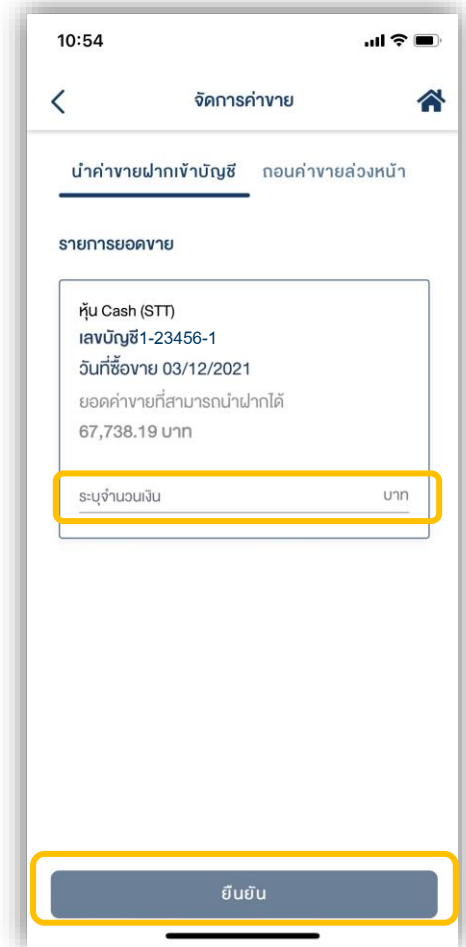 10:54
จัดการค่าขาย
นำค่าขายฝากเข้าบัญชี ถอนค่าขายล่วงหน้า
รายการยอดขาย
หุ้น Cash (STT)
เลขบัญชี1-23456-1
วันที่ซื้อขาย 03/12/2021
ยอดค่าขายที่สามารถนำฝากได้
67,738.19 บาท
ระบุจำนวนเงิน บาท
ยืนยัน